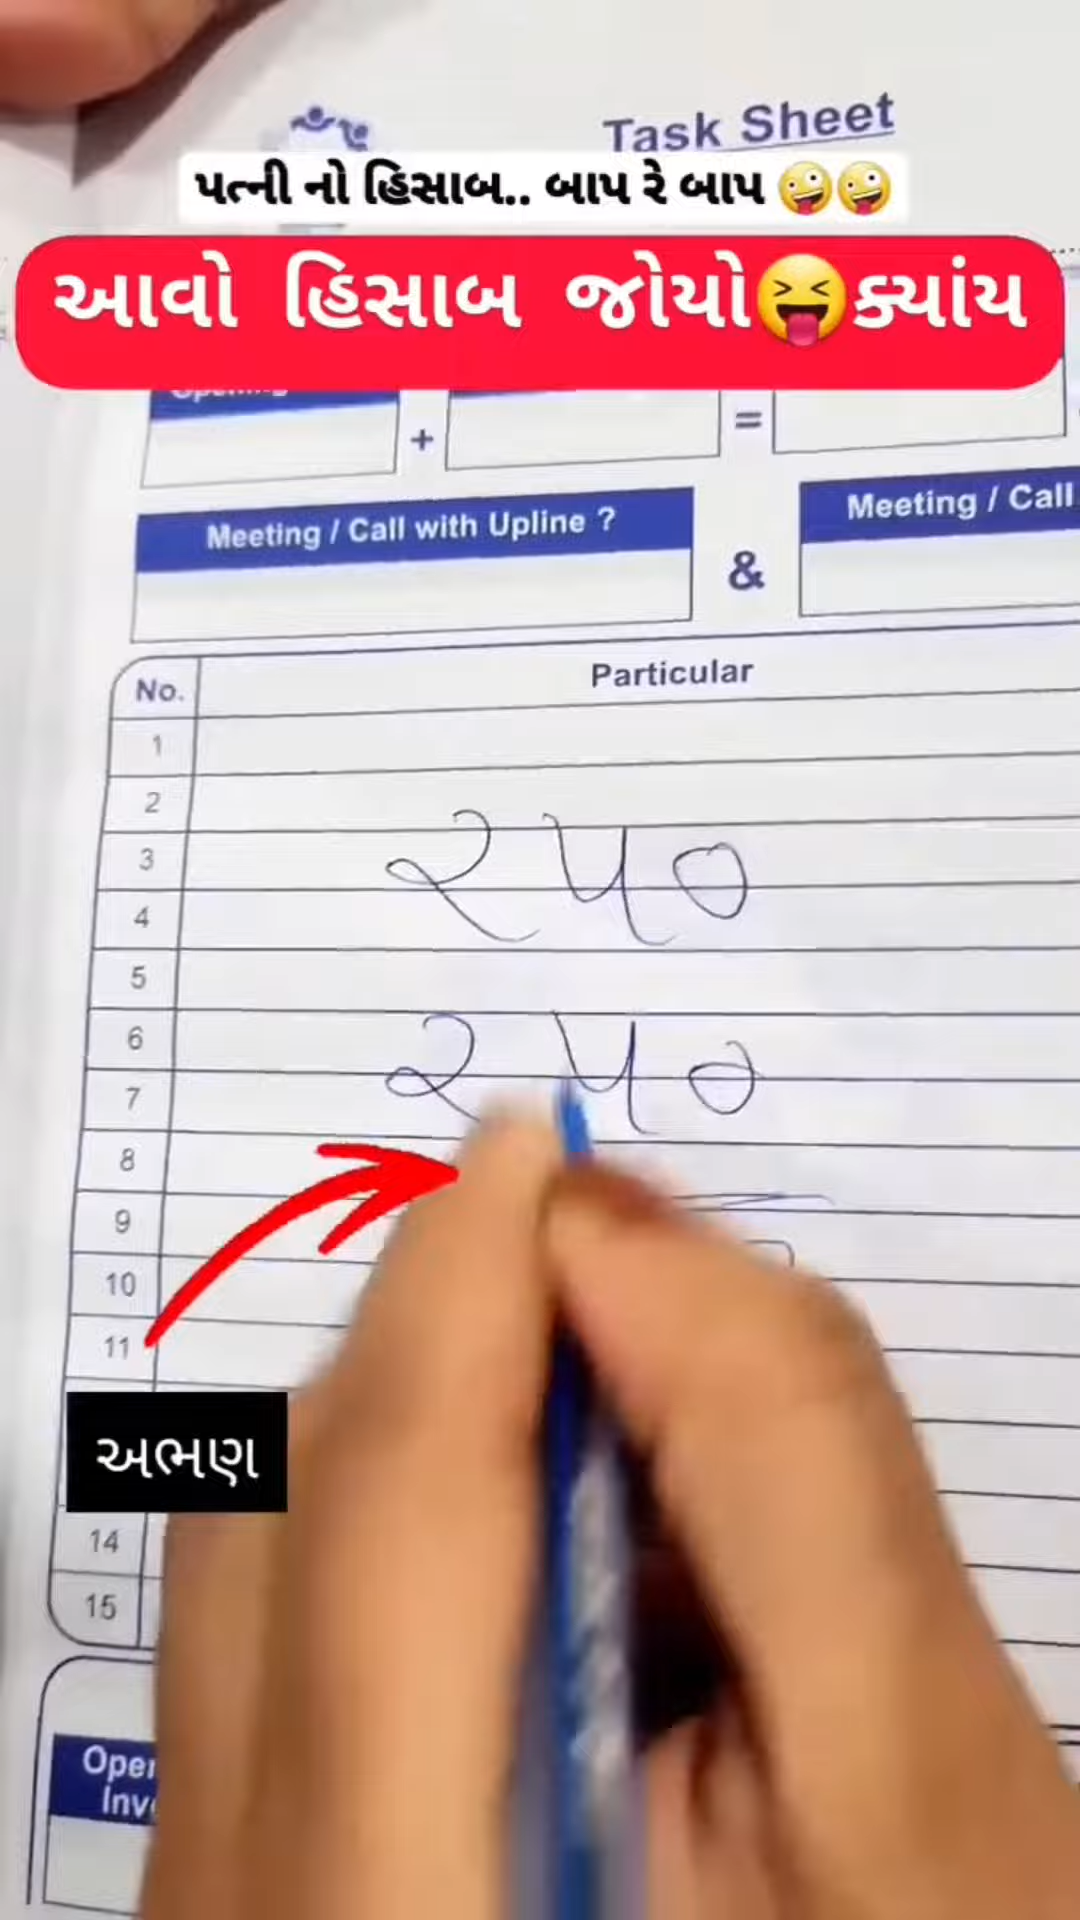 Task Sheet
પત્ની નો હિસાબ.. બાપ રે બાપ 🤪🤪
આવો હિસાબ જોયો😝ક્યાંય
+ =
Meeting / Call with Upline ?
&
Meeting / Call
No. Particular
1
2
3
૨૫૦
4
5
6
૨૫૦
7
8
9
10
11
અભણ
14
15